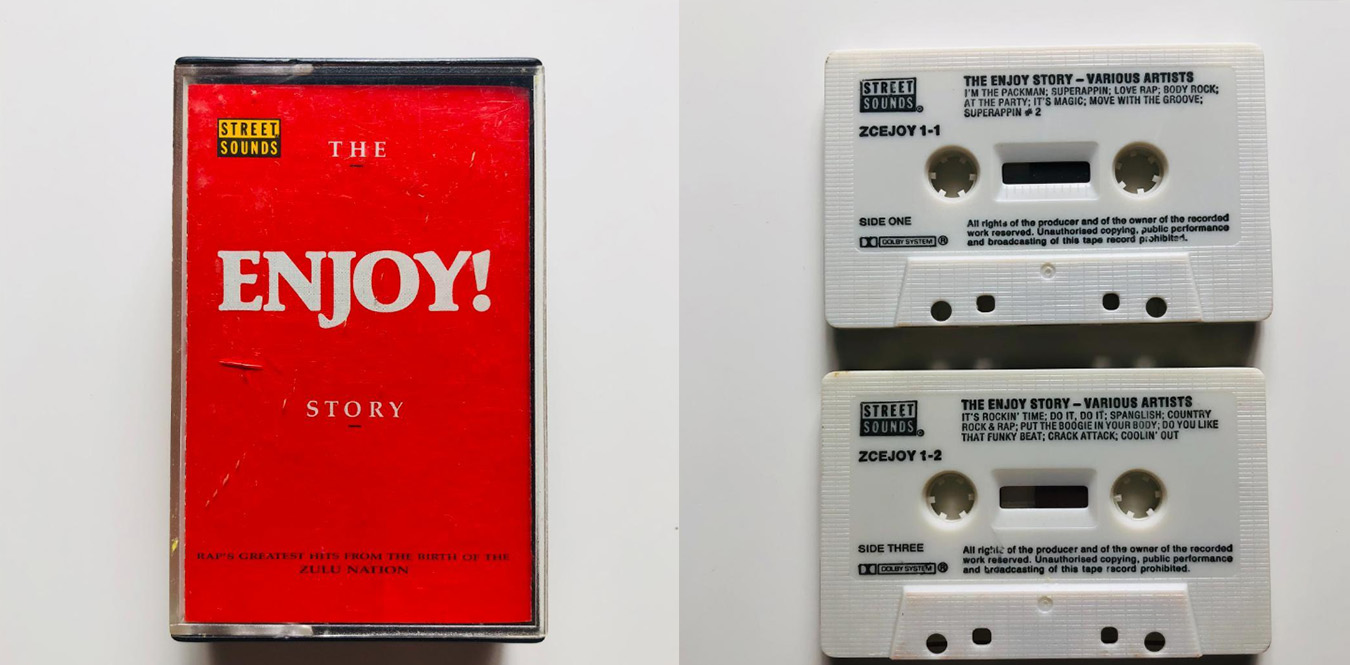 STREET
SOUNDS
THE
ENJOY!
STORY
RAP'S GREATEST HITS FROM THE BIRTH OF THE
ZULU NATION
STREET
SOUNDS
THE ENJOY STORY – VARIOUS ARTISTS
I'M THE PACKMAN; SUPERAPPIN; LOVE RAP; BODY ROCK;
AT THE PARTY; IT'S MAGIC; MOVE WITH THE GROOVE;
SUPERAPPIN # 2
ZCEJOY 1-1
SIDE ONE
DOLBY SYSTEM ®
All rights of the producer and of the owner of the recorded
work reserved. Unauthorised copying, public performance
and broadcasting of this tape record prohibited.
STREET
SOUNDS
THE ENJOY STORY – VARIOUS ARTISTS
IT'S ROCKIN' TIME; DO IT, DO IT; SPANGLISH; COUNTRY
ROCK & RAP; PUT THE BOOGIE IN YOUR BODY; DO YOU LIKE
THAT FUNKY BEAT; CRACK ATTACK; COOLIN' OUT
ZCEJOY 1-2
SIDE THREE
DOLBY SYSTEM ®
All rights of the producer and of the owner of the recorded
work reserved. Unauthorised copying, public performance
and broadcasting of this tape record prohibited.